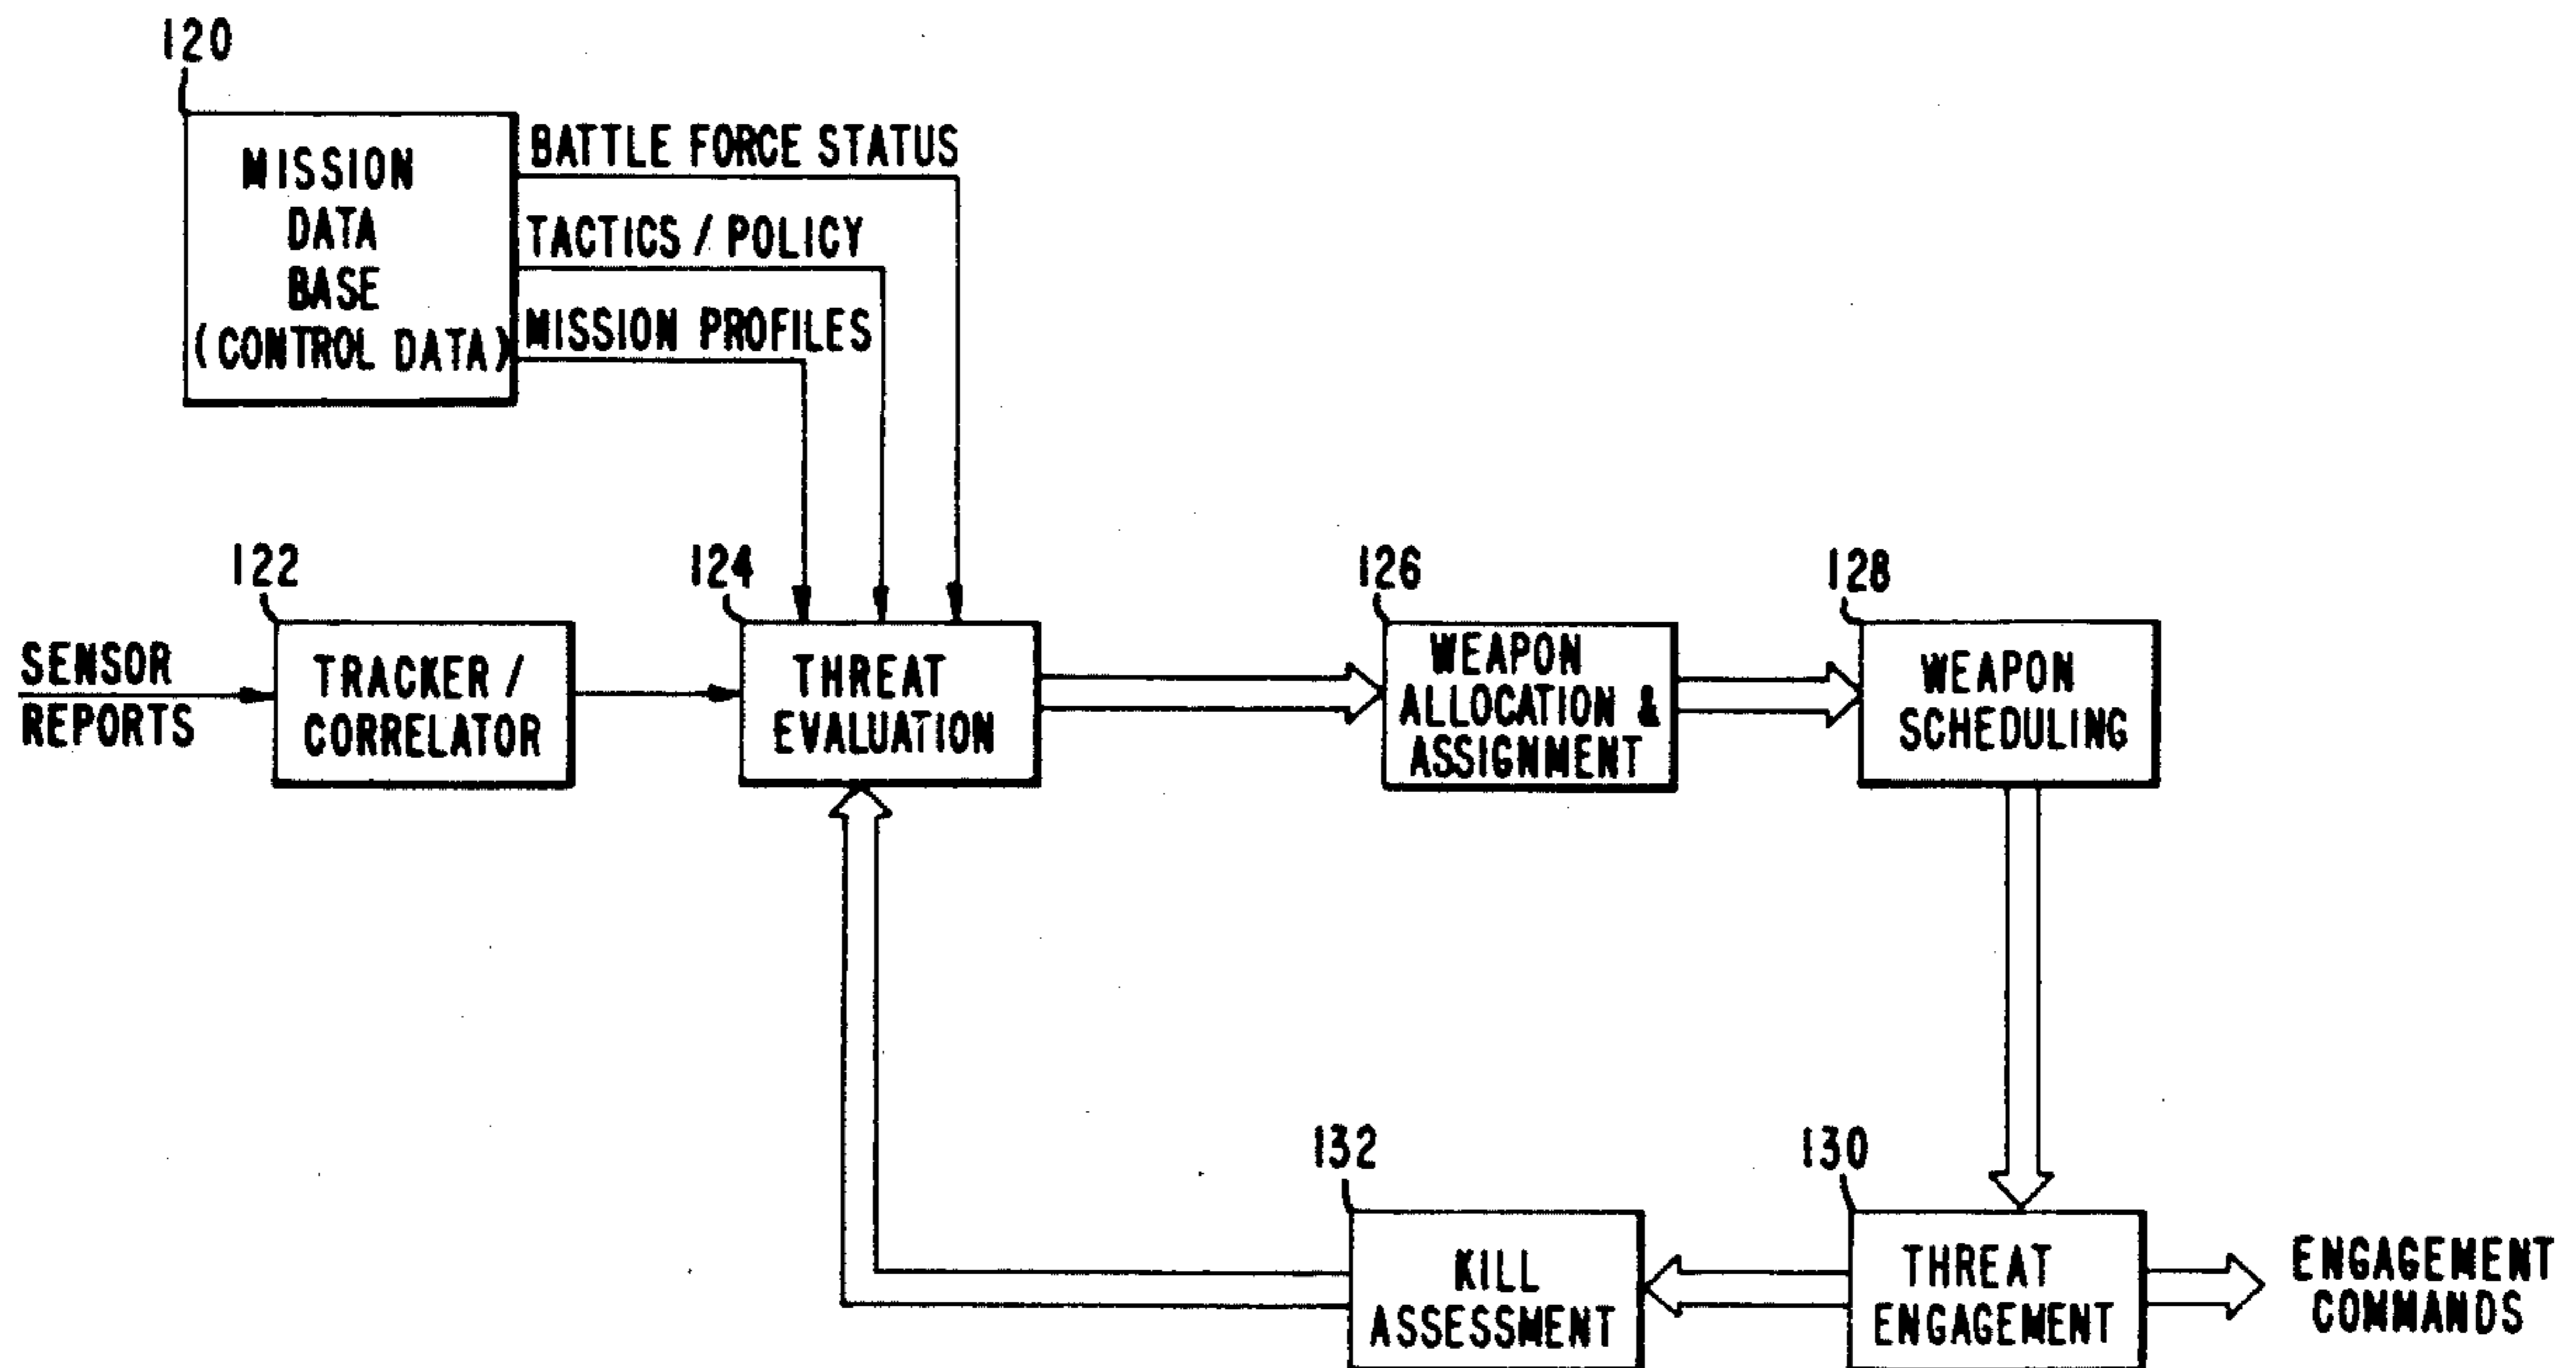 120
MISSION
DATA
BASE
(CONTROL DATA)
BATTLE FORCE STATUS
TACTICS / POLICY
MISSION PROFILES
SENSOR
REPORTS
122
TRACKER /
CORRELATOR
124
THREAT
EVALUATION
126
WEAPON
ALLOCATION &
ASSIGNMENT
128
WEAPON
SCHEDULING
132
KILL
ASSESSMENT
130
THREAT
ENGAGEMENT
ENGAGEMENT
COMMANDS